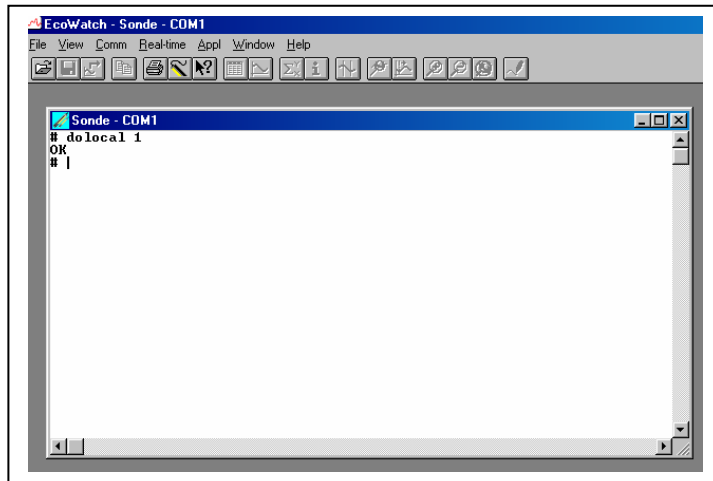 EcoWatch - Sonde - COM1
File View Comm Real-time Appl Window Help
Sonde - COM1
# dolocal 1
OK
#